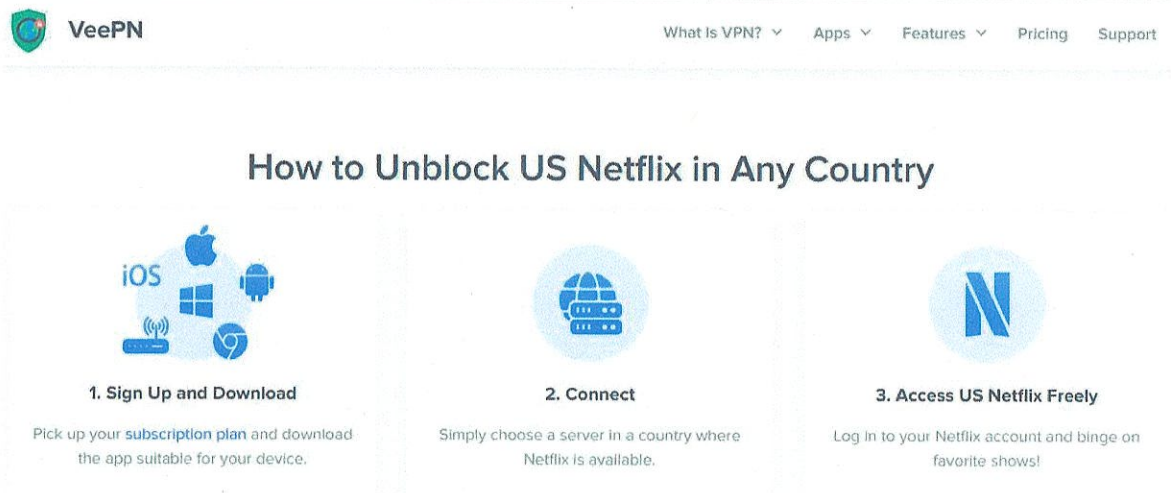 VeePN
What Is VPN?
Apps
Features
Pricing
Support
How to Unblock US Netflix in Any Country
iOS
N
1. Sign Up and Download
Pick up your subscription plan and download
the app suitable for your device.
2. Connect
Simply choose a server in a country where
Netflix is available.
3. Access US Netflix Freely
Log in to your Netflix account and binge on
favorite shows!